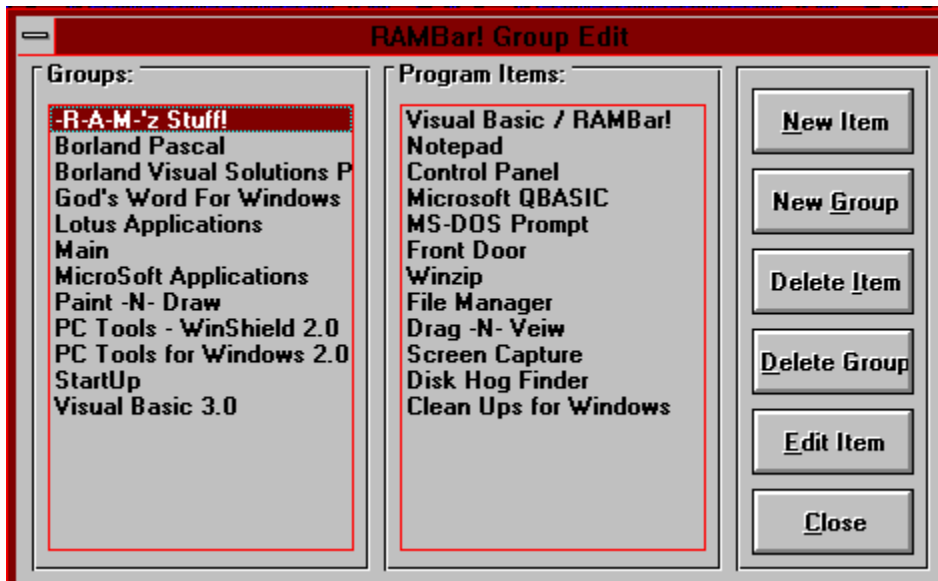 RAMBar! Group Edit
Groups:
-R-A-M-'z Stuff!
Borland Pascal
Borland Visual Solutions P
God's Word For Windows
Lotus Applications
Main
MicroSoft Applications
Paint -N- Draw
PC Tools - WinShield 2.0
PC Tools for Windows 2.0
StartUp
Visual Basic 3.0
Program Items:
Visual Basic / RAMBar!
Notepad
Control Panel
Microsoft QBASIC
MS-DOS Prompt
Front Door
Winzip
File Manager
Drag -N- Veiw
Screen Capture
Disk Hog Finder
Clean Ups for Windows
New Item
New Group
Delete Item
Delete Group
Edit Item
Close